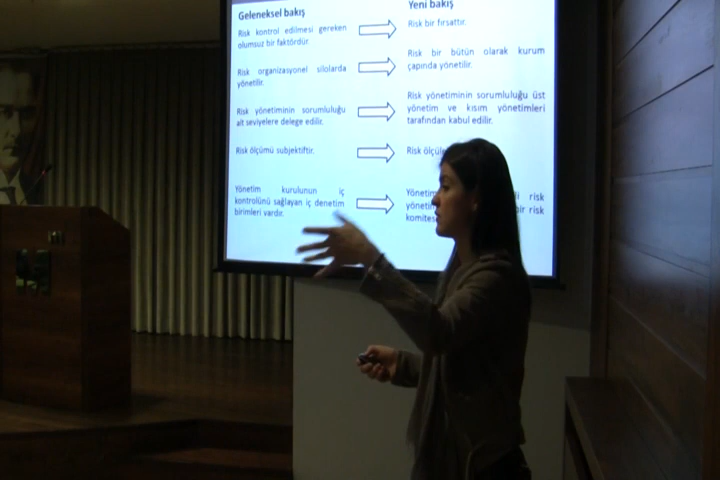 Geleneksel bakış
Yeni bakış
Risk kontrol edilmesi gereken
olumsuz bir faktördür.
Risk bir fırsattır.
Risk organizasyonel silolarda
yönetilir.
Risk bir bütün olarak kurum
çapında yönetilir.
Risk yönetiminin sorumluluğu
alt seviyelere delege edilir.
Risk yönetiminin sorumluluğu üst
yönetim ve kısım yönetimleri
tarafından kabul edilir.
Risk ölçümü subjektiftir.
Risk
Yönetim kurulunun iç
kontrolünü sağlayan iç denetim
birimleri vardır.
risk
bir risk